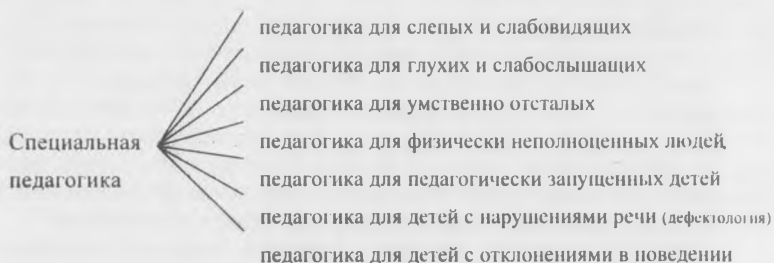 педагогика для слепых и слабовидящих
педагогика для глухих и слабослышащих
педагогика для умственно отсталых
Специальная
педагогика для физически неполноценных людей
педагогика
педагогика для педагогически запущенных детей
педагогика для детей с нарушениями речи (дефектология)
педагогика для детей с отклонениями в поведении